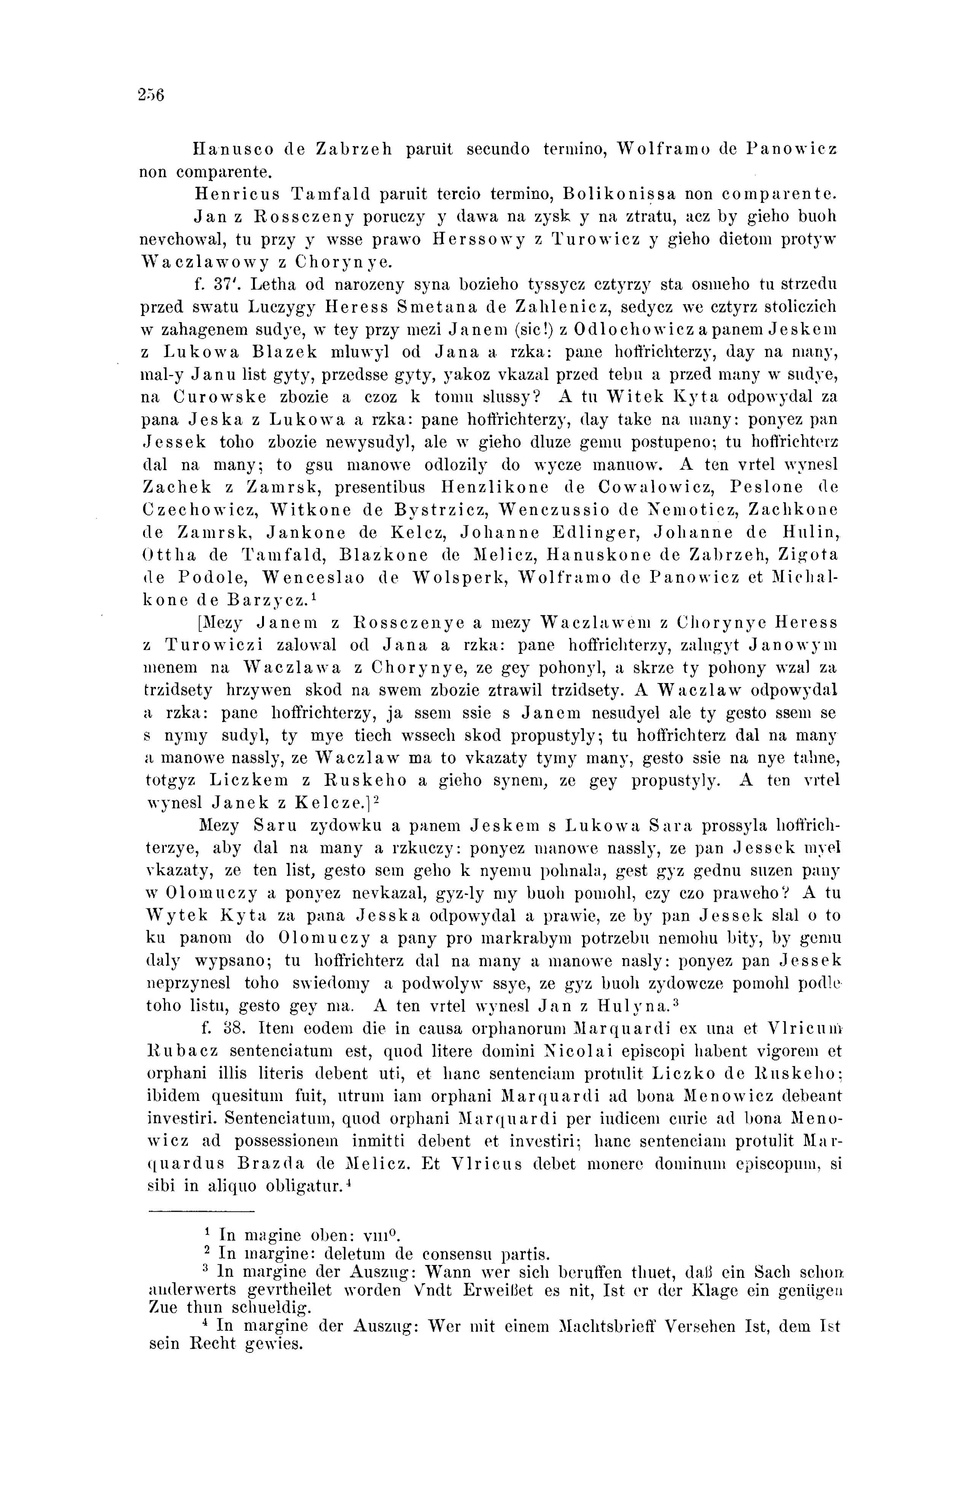 256
Hanusco de Zabrzeh paruit secundo termino, Wolframo de Panowicz
non comparente.
Henricus Tamfald paruit tercio termino, Bolikonissa non comparente.
Jan z Rossczeny poruczy y dawa na zysk y na ztratu, acz by gieho buoh
nevchowal, tu przy y wsse prawo Herssowy z Turowicz y gieho dietom protyw
Waczlawowy z Chorynye.
f. 37′. Letha od narozeny syna bozieho tyssycz cztyrzy sta osmeho tu strzedu
przed swatu Luczygy Heress Smetana de Zahlenicz, sedycz we cztyrz stoliczich
w zahagenem sudye, w tey przy mezi Janem (sic!) z Odlochowicz a panem Jeskem
z Lukowa Blazek mluwyl od Jana a rzka: pane hoffrichterzy, day na many,
mal-y Janu list gyty, przedsse gyty, yakoz vkazal przed tebu a przed many w sudye,
na Curowske zbozie a czoz k tomu slussy? A tu Witek Kyta odpowydal za
pana Jeska z Lukowa a rzka: pane hoffrichterzy, day take na many: ponyez pan
Jessek toho zbozie newysudyl, ale w gieho dluze gemu postupeno; tu hoffrichterz
dal na many; to gsu manowe odlozily do wycze manuow. A ten vrtel wynesl
Zachek z Zamrsk, presentibus Henzlikone de Cowalowicz, Peslone de
Czechowicz, Witkone de Bystrzicz, Wenczussio de Nemoticz, Zachkone
de Zamrsk, Jankone de Kelcz, Johanne Edlinger, Johanne de Hulin,
Ottha de Tamfald, Blazkone de Melicz, Hanuskone de Zabrzeh, Zigota
de Podole, Wenceslao de Wolsperk, Wolframo de Panowicz et Michal-
kone de Barzycz.¹
[Mezy Janem z Rossczenye a mezy Waczlawem z Chorynye Heress
z Turowiczi zalowal od Jana a rzka: pane hoffrichterzy, zalugyt Janowym
menem na Waczlawa z Chorynye, ze gey pohonyl, a skrze ty pohony wzal za
trzidsety hrzywen skod na swem zbozie ztrawil trzidsety. A Waczlaw odpowydal
a rzka: pane hoffrichterzy, ja ssem ssie s Janem nesudyel ale ty gesto ssem se
s nymy sudyl, ty mye tiech wssech skod propustyly; tu hoffrichterz dal na many
a manowe nassly, ze Waczlaw ma to vkazaty tymy many, gesto ssie na nye tahne,
totgyz Liczkem z Ruskeho a gieho synem, ze gey propustyly. A ten vrtel
wynesl Janek z Kelcze.]²
Mezy Saru zydowku a panem Jeskem s Lukowa Sara prossyla hoffrich-
terzye, aby dal na many a rzkuczy: ponyez manowe nassly, ze pan Jessek myel
vkazaty, ze ten list, gesto sem geho k nyemu pohnala, gest gyz gednu suzen pany
w Olomuczy a ponyez nevkazal, gyz-ly my buoh pomohl, czy czo praweho? A tu
Wytek Kyta za pana Jesska odpowydal a prawie, ze by pan Jessek slal o to
ku panom do Olomuczy a pany pro markrabym potrzebu nemohu bity, by gemu
daly wypsano; tu hoffrichterz dal na many a manowe nasly: ponyez pan Jessek
neprzynesl toho swiedomy a podwolyw ssye, ze gyz buoh zydowcze pomohl podle
toho listu, gesto gey ma. A ten vrtel wynesl Jan z Hulyna.³
f. 38. Item eodem die in causa orphanorum Marquardi ex una et Vlricum
Rubacz sentenciatum est, quod litere domini Nicolai episcopi habent vigorem et
orphani illis literis debent uti, et hanc sentenciam protulit Liczko de Ruskeho;
ibidem quesitum fuit, utrum iam orphani Marquardi ad bona Menowicz debeant
investiri. Sentenciatum, quod orphani Marquardi per iudicem curie ad bona Meno-
wicz ad possessionem inmitti debent et investiri; hanc sentenciam protulit Mar-
quardus Brazda de Melicz. Et Vlricus debet monere dominum episcopum, si
sibi in aliquo obligatur.⁴
¹ In magine oben: viiiº.
² In margine: deletum de consensu partis.
³ In margine der Auszug: Wann wer sich beruffen thuet, daß ein Sach schon
anderwerts gevrtheilet worden Vndt Erweißet es nit, Ist er der Klage ein genügen
Zue thun schueldig.
⁴ In margine der Auszug: Wer mit einem Machtsbrieff Versehen Ist, dem Ist
sein Recht gewies.